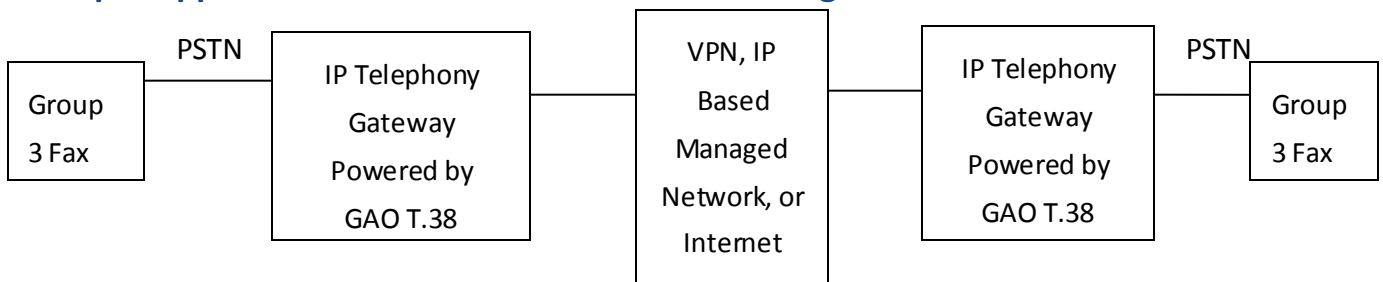 PSTN
Group
3 Fax
IP Telephony
Gateway
Powered by
GAO T.38
VPN, IP
Based
Managed
Network, or
Internet
IP Telephony
Gateway
Powered by
GAO T.38
PSTN
Group
3 Fax